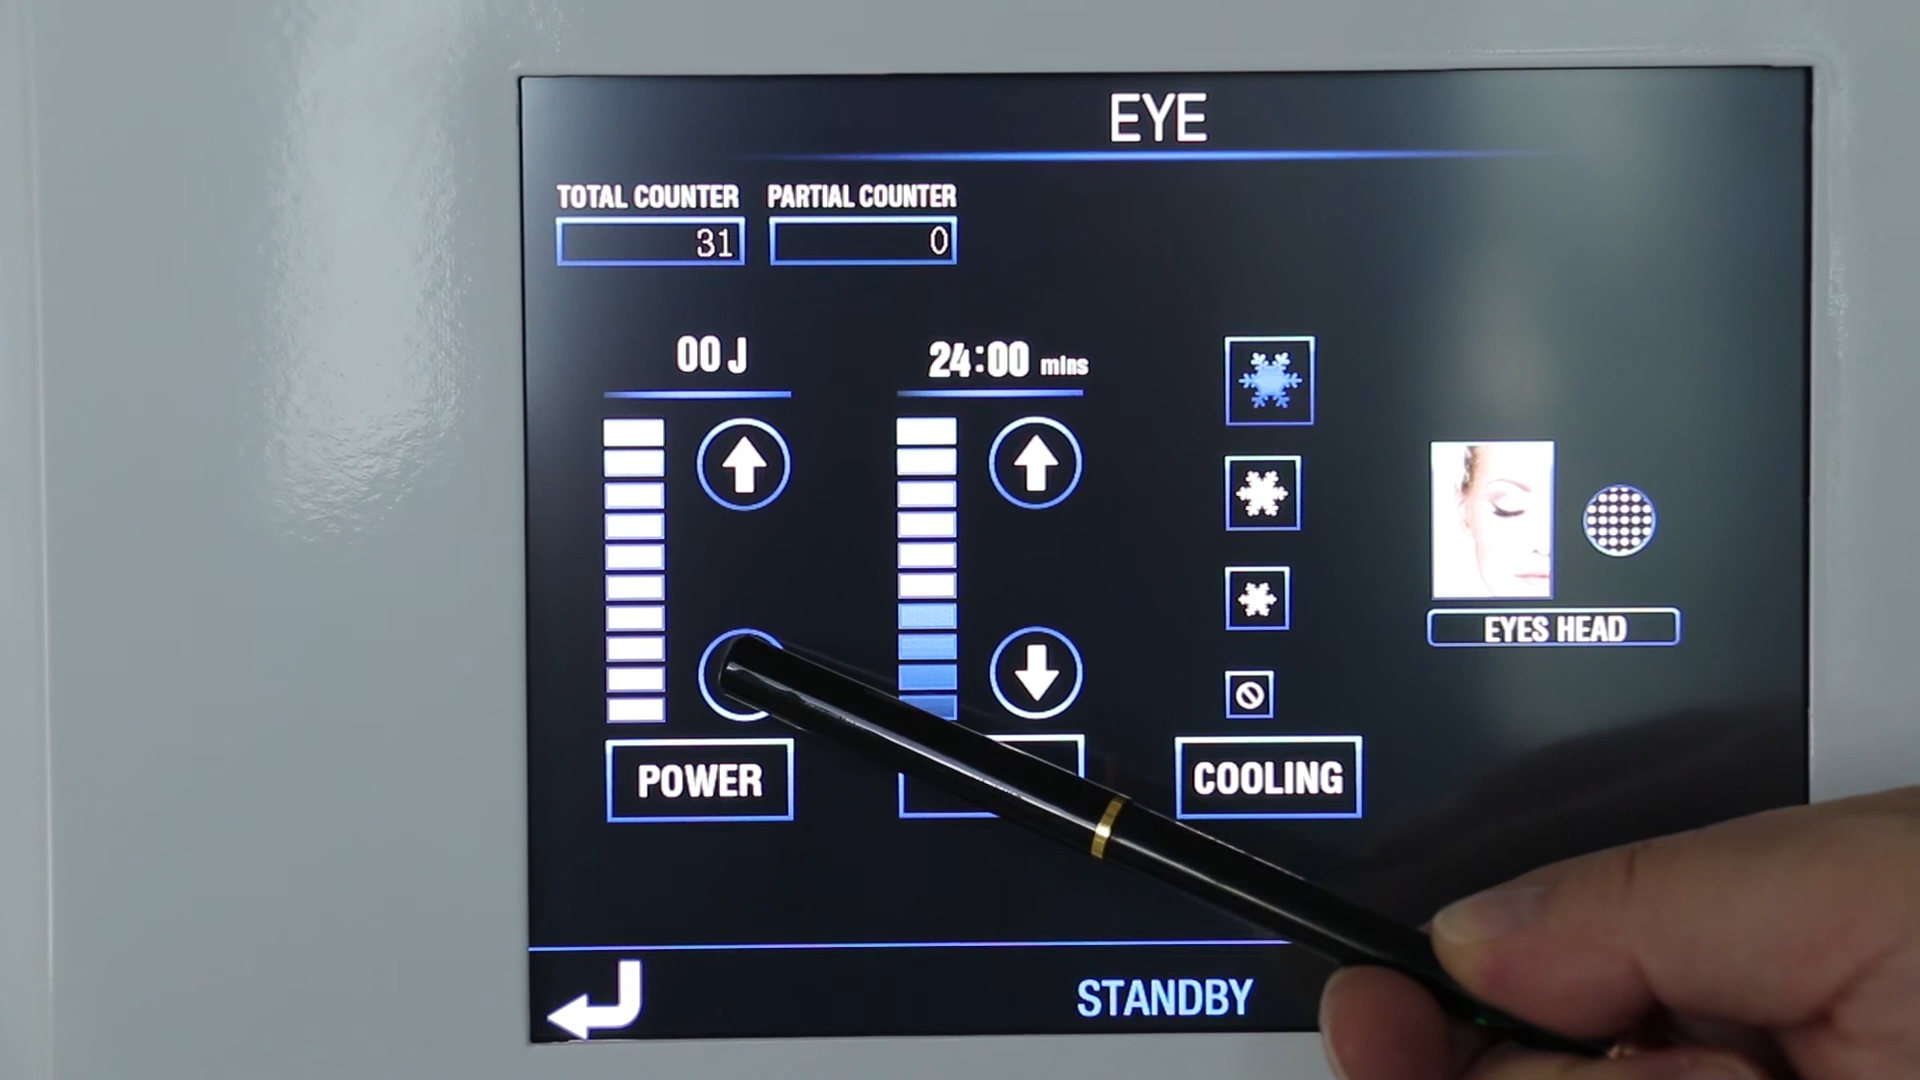 EYE
TOTAL COUNTER PARTIAL COUNTER
31 0
00 J 24:00 mins
EYES HEAD
POWER COOLING
STANDBY